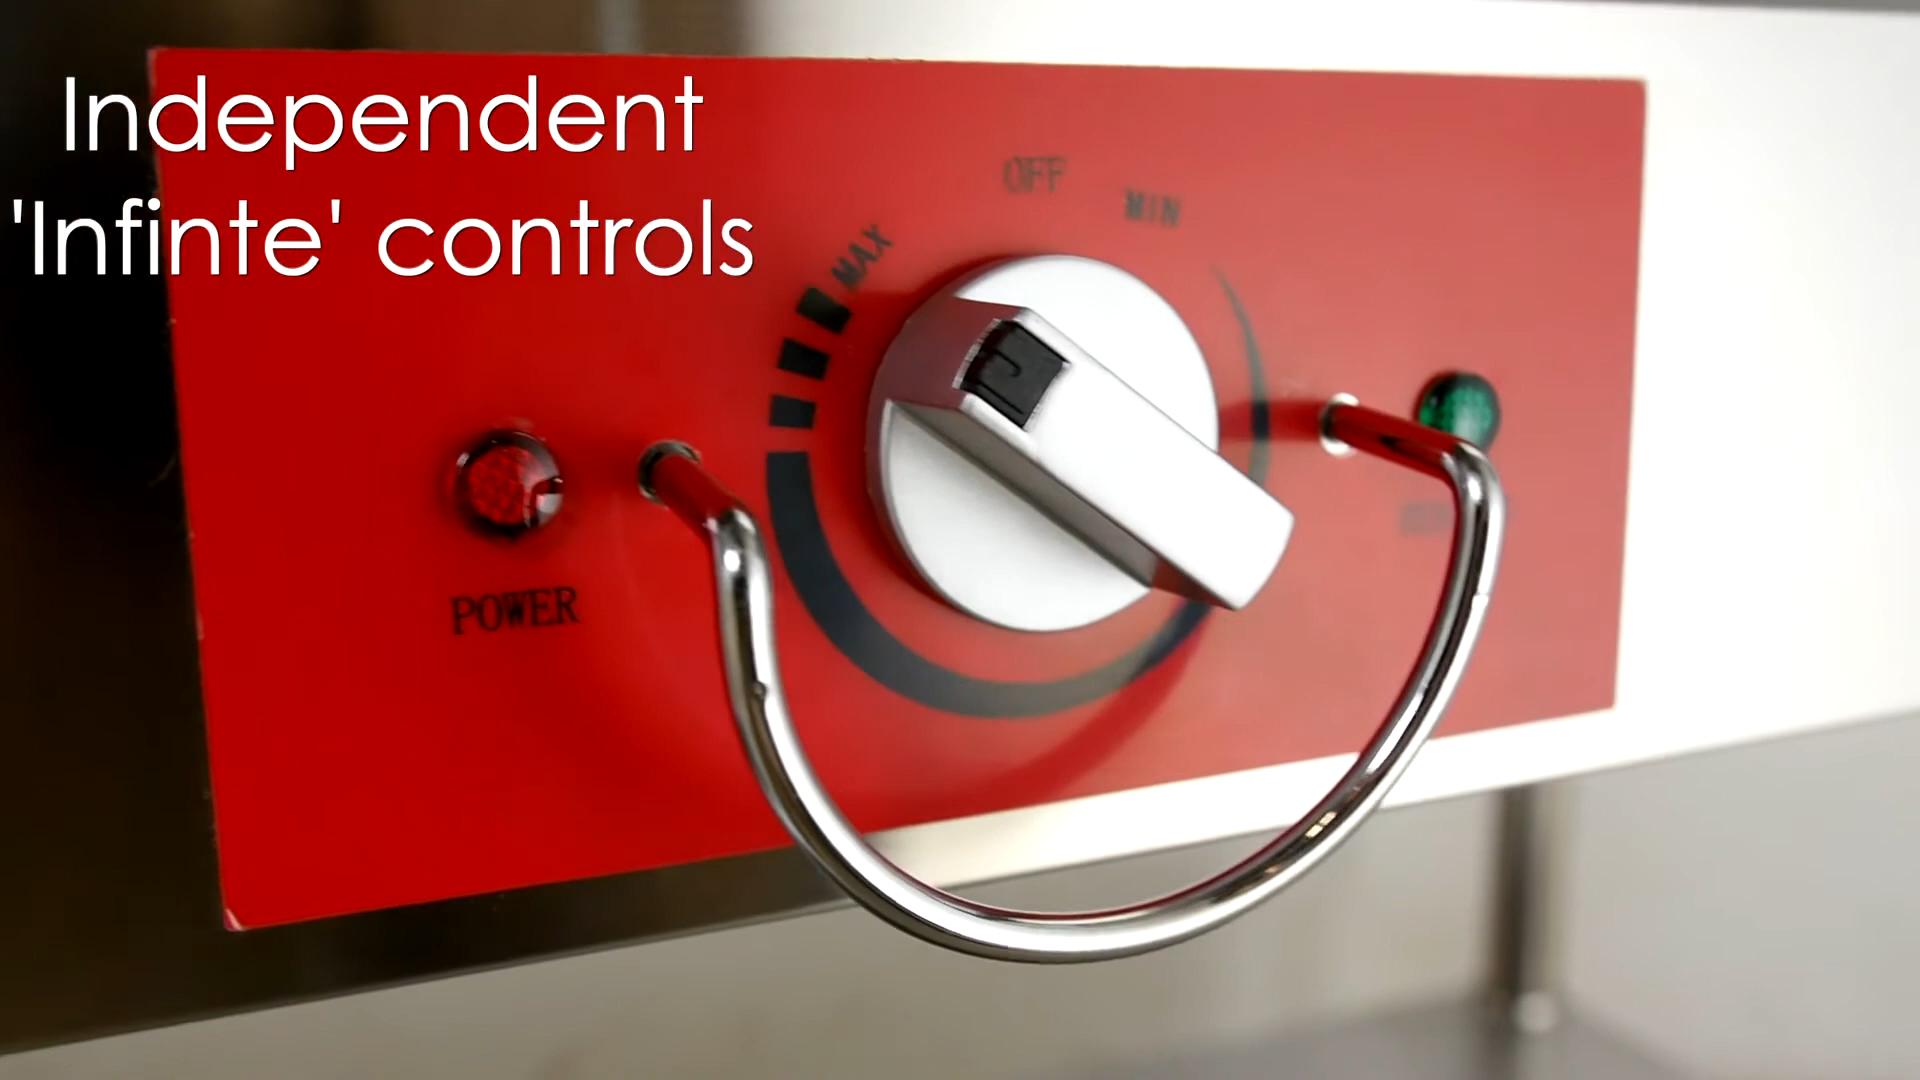 Independent
'Infinte' controls
OFF
MIN
MAX
POWER